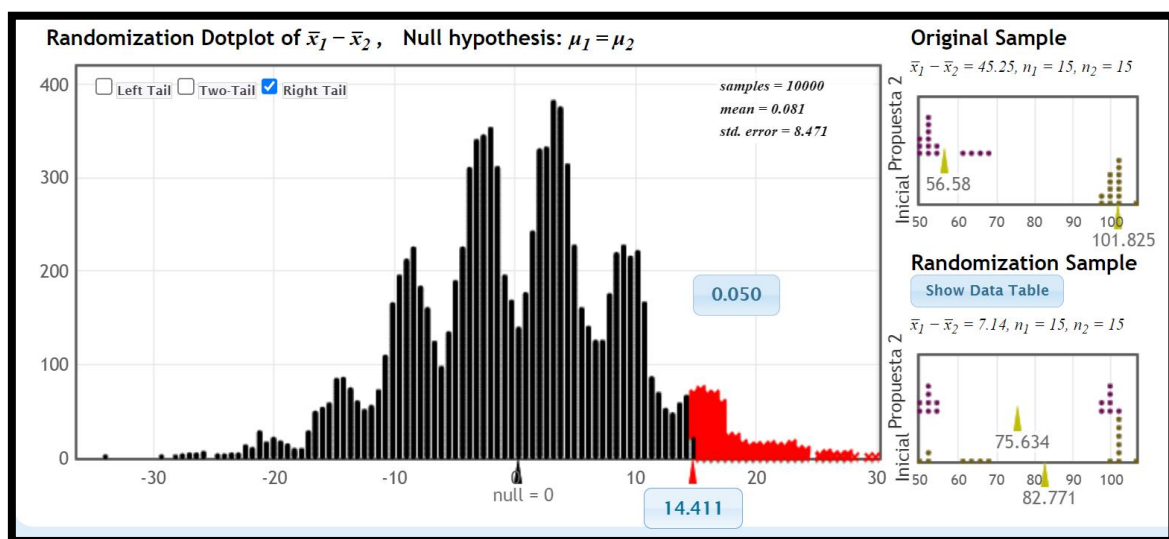 Randomization Dotplot of x̄₁ − x̄₂ , Null hypothesis: μ₁ = μ₂
Left Tail Two-Tail Right Tail
samples = 10000
mean = 0.081
std. error = 8.471
400
300
200
100
0
0.050
-30 -20 -10 0 10 20 30
null = 0
14.411
Original Sample
x̄₁ − x̄₂ = 45.25, n₁ = 15, n₂ = 15
Inicial Propuesta 2
56.58
50 60 70 80 90 100
101.825
Randomization Sample
Show Data Table
x̄₁ − x̄₂ = 7.14, n₁ = 15, n₂ = 15
Inicial Propuesta 2
75.634
50 60 70 80 90 100
82.771